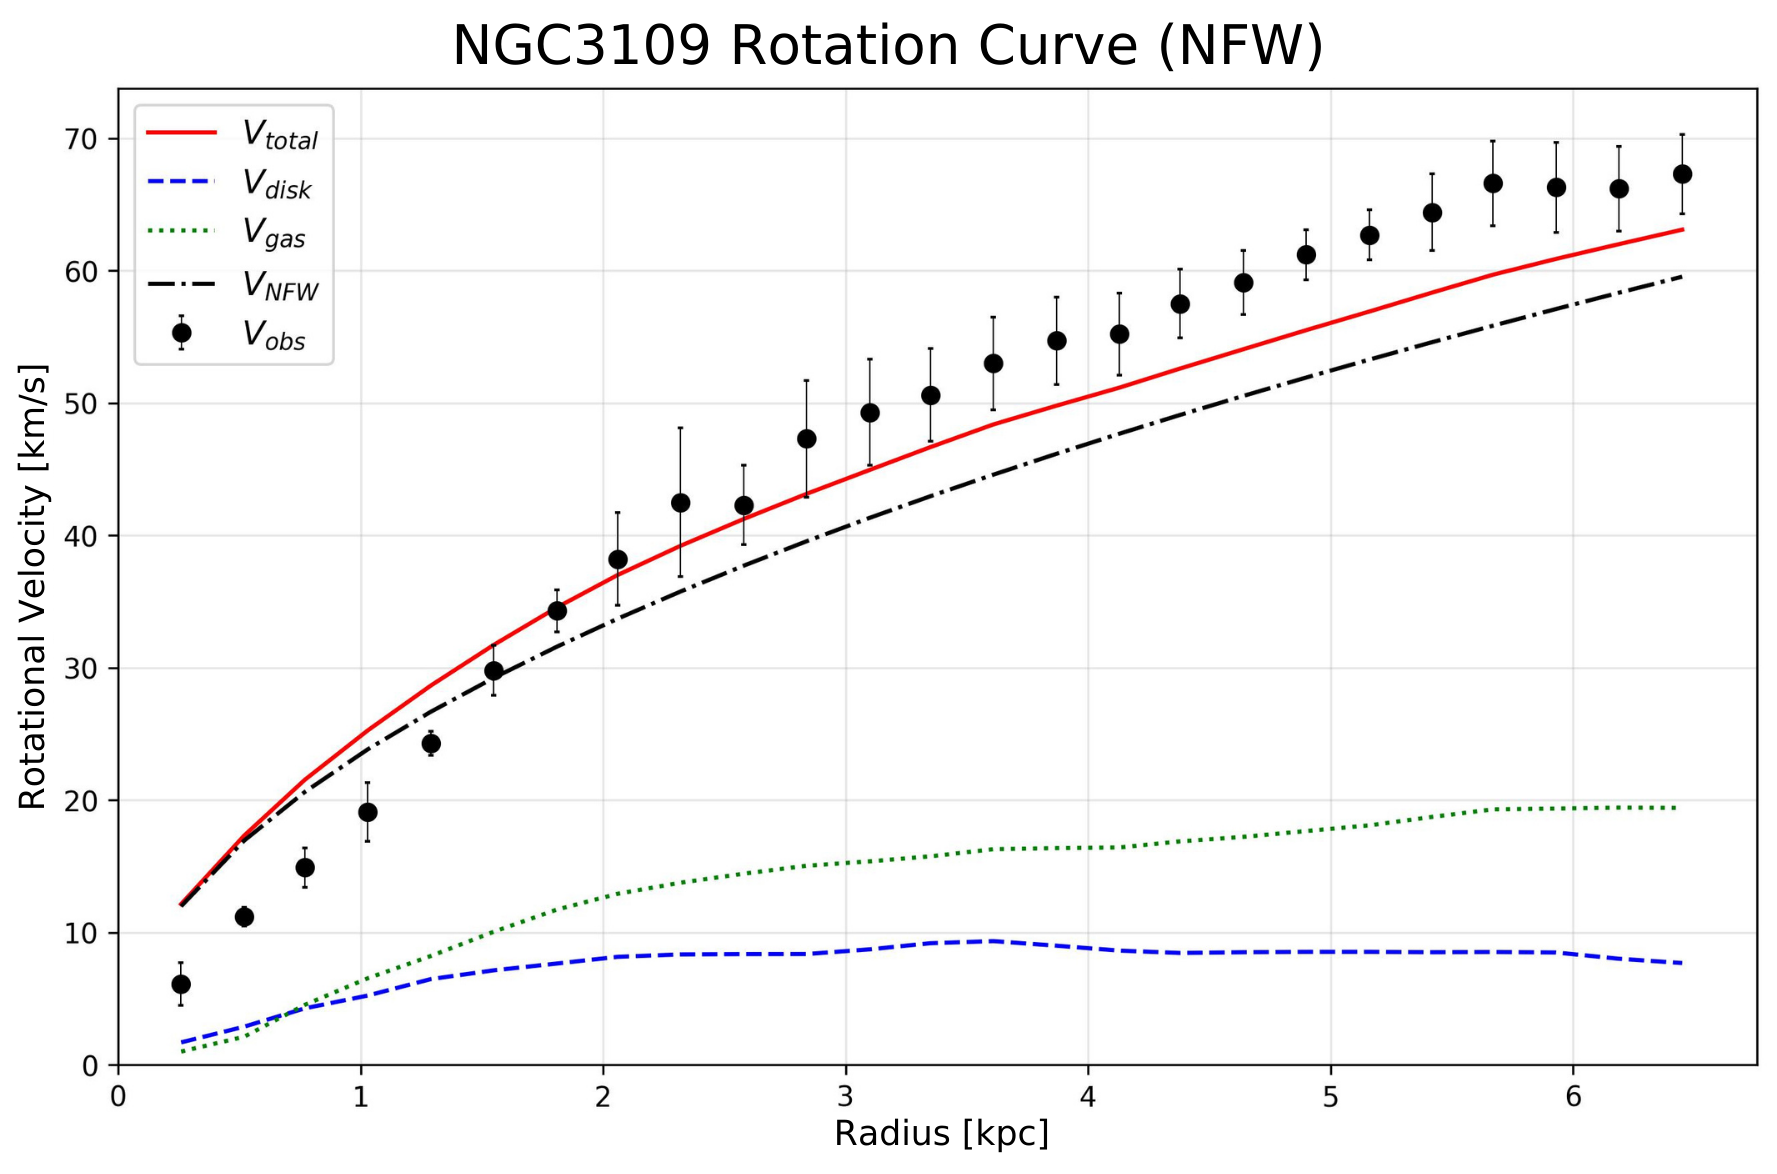 NGC3109 Rotation Curve (NFW)
V_total
V_disk
V_gas
V_NFW
V_obs
Rotational Velocity [km/s]
70
60
50
40
30
20
10
0
0 1 2 3 4 5 6
Radius [kpc]